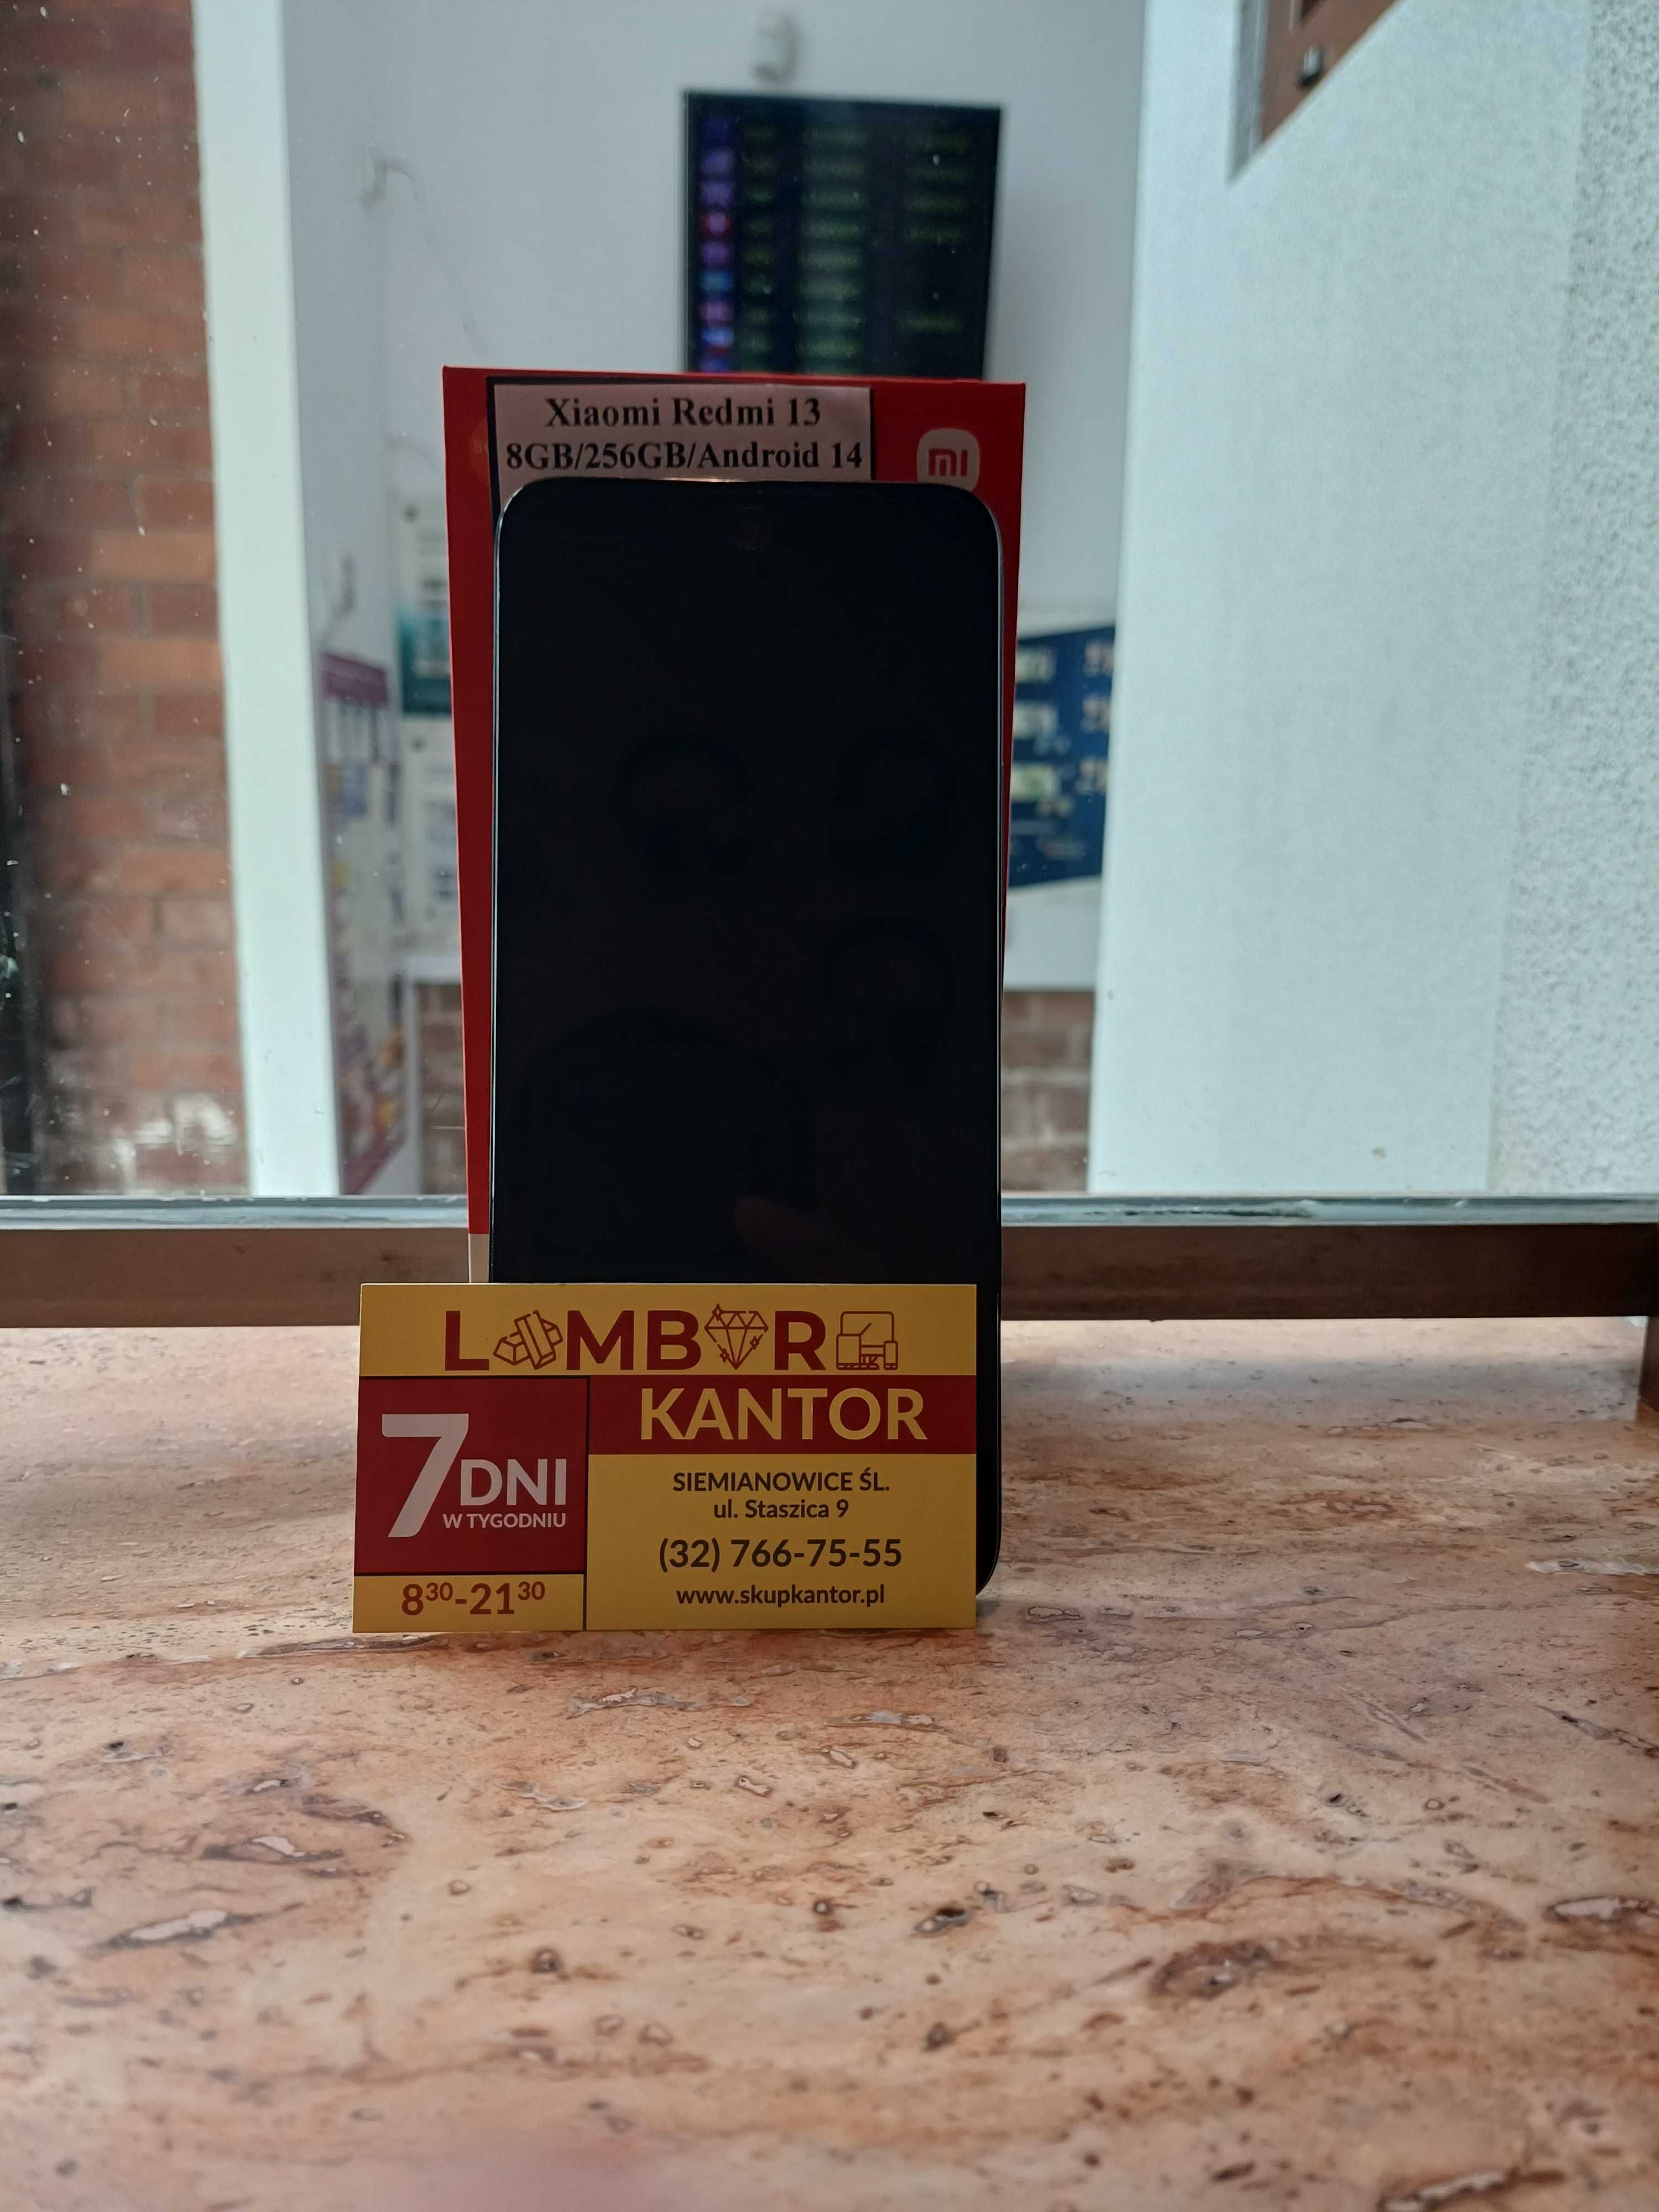 Xiaomi Redmi 13
8GB/256GB/Android 14
mi
LOMBARD
KANTOR
7 DNI
W TYGODNIU
8³⁰-21³⁰
SIEMIANOWICE ŚL.
ul. Staszica 9
(32) 766-75-55
www.skupkantor.pl